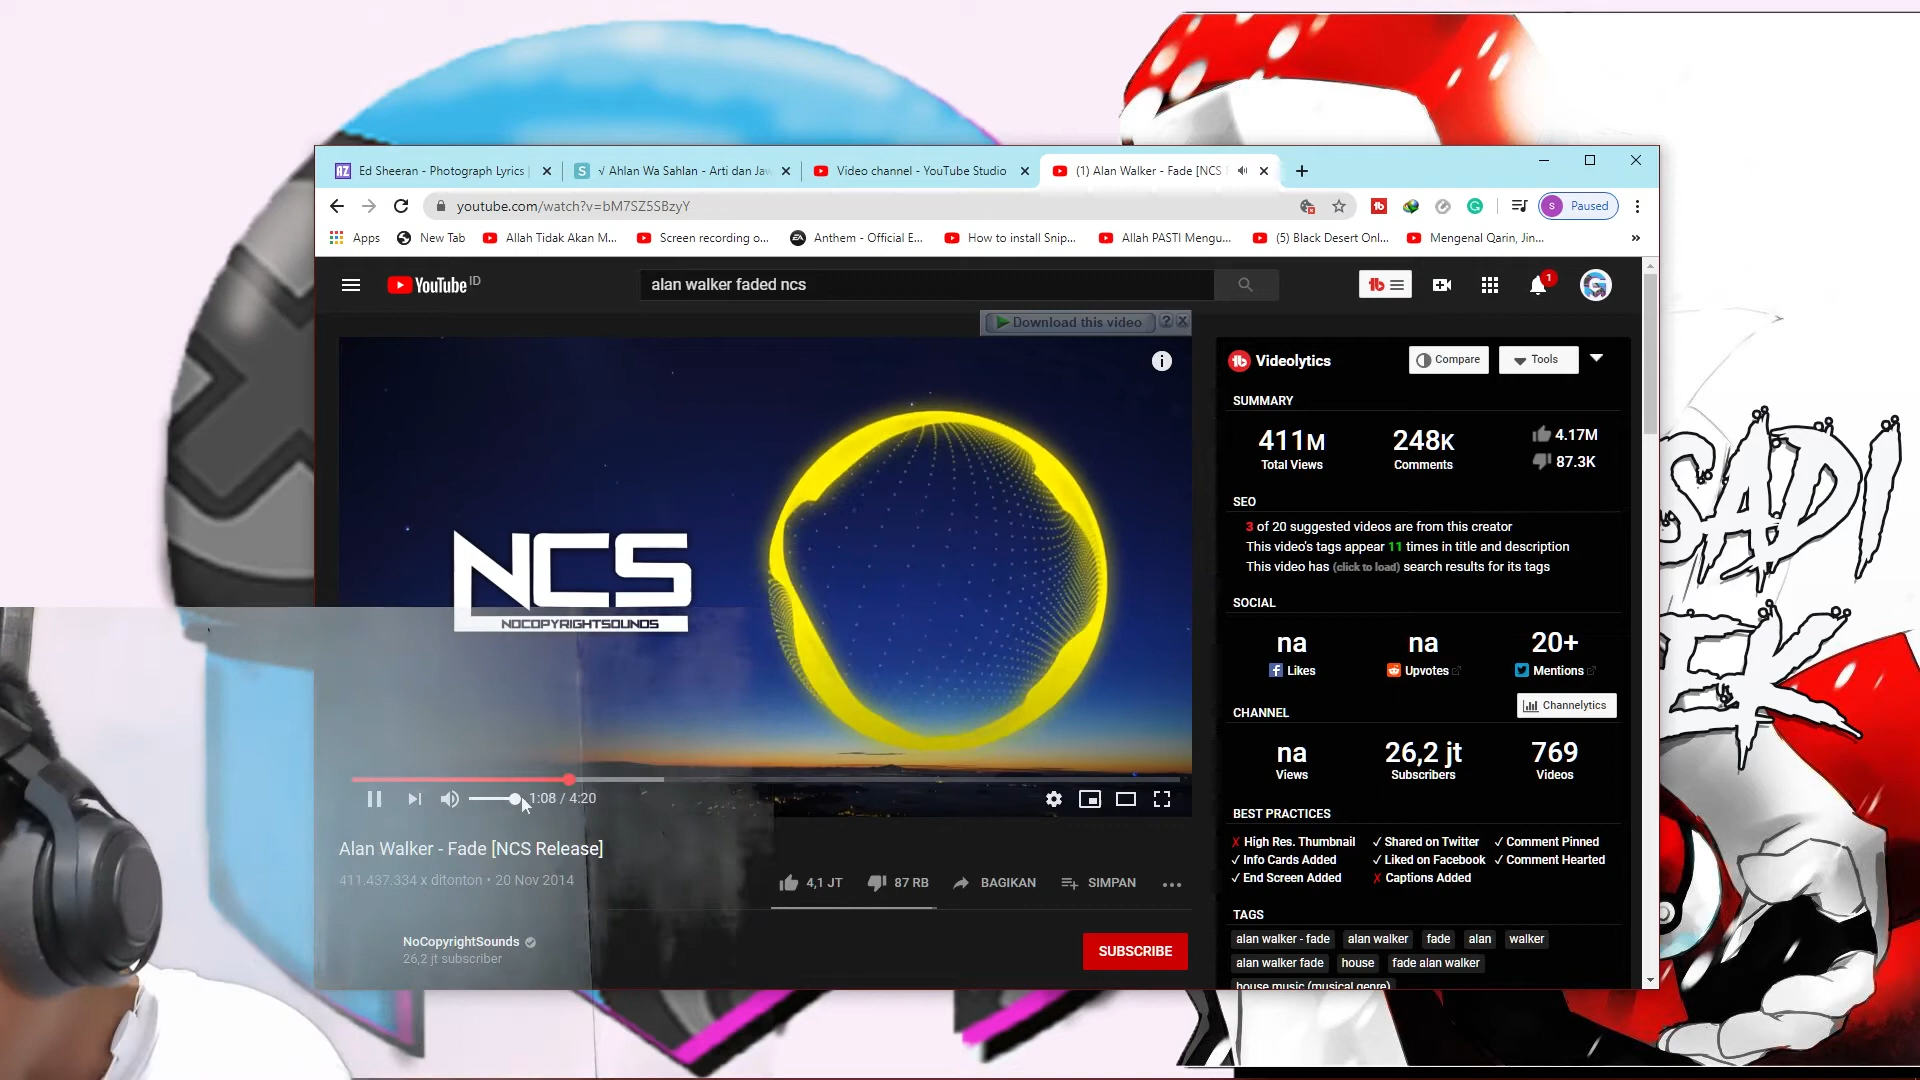 Ed Sheeran - Photograph Lyrics
√ Ahlan Wa Sahlan - Arti dan Jaw
Video channel - YouTube Studio
(1) Alan Walker - Fade [NCS
youtube.com/watch?v=bM7SZ5SBzyY
Paused
Apps
New Tab
Allah Tidak Akan M...
Screen recording o...
Anthem - Official E...
How to install Snip...
Allah PASTI Mengu...
(5) Black Desert Onl...
Mengenal Qarin, Jin...
»
YouTube ID
alan walker faded ncs
1
Download this video ? X
Videolytics
Compare
Tools
SUMMARY
411M
Total Views
248K
Comments
4.17M
87.3K
SEO
3 of 20 suggested videos are from this creator
This video's tags appear 11 times in title and description
This video has (click to load) search results for its tags
SOCIAL
na
Likes
na
Upvotes
20+
Mentions
CHANNEL
Channelytics
na
Views
26,2 jt
Subscribers
769
Videos
BEST PRACTICES
✗ High Res. Thumbnail ✓ Shared on Twitter ✓ Comment Pinned
✓ Info Cards Added ✓ Liked on Facebook ✓ Comment Hearted
✓ End Screen Added ✗ Captions Added
TAGS
alan walker - fade alan walker fade alan walker
alan walker fade house fade alan walker
house music (musical genre)
NCS
NOCOPYRIGHTSOUNDS
1:08 / 4:20
Alan Walker - Fade [NCS Release]
411.437.334 x ditonton • 20 Nov 2014
4,1 JT
87 RB
BAGIKAN
SIMPAN
NoCopyrightSounds
26,2 jt subscriber
SUBSCRIBE